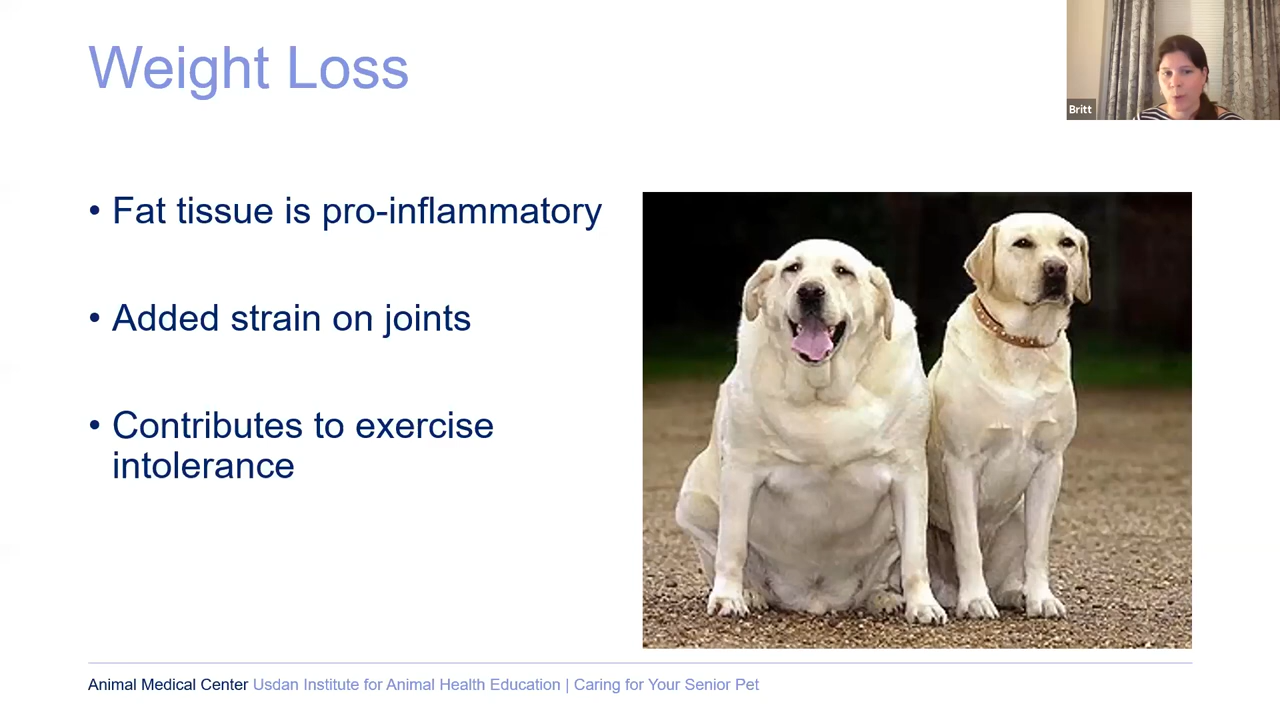 Weight Loss
Britt
• Fat tissue is pro-inflammatory
• Added strain on joints
• Contributes to exercise
intolerance
Animal Medical Center Usdan Institute for Animal Health Education | Caring for Your Senior Pet